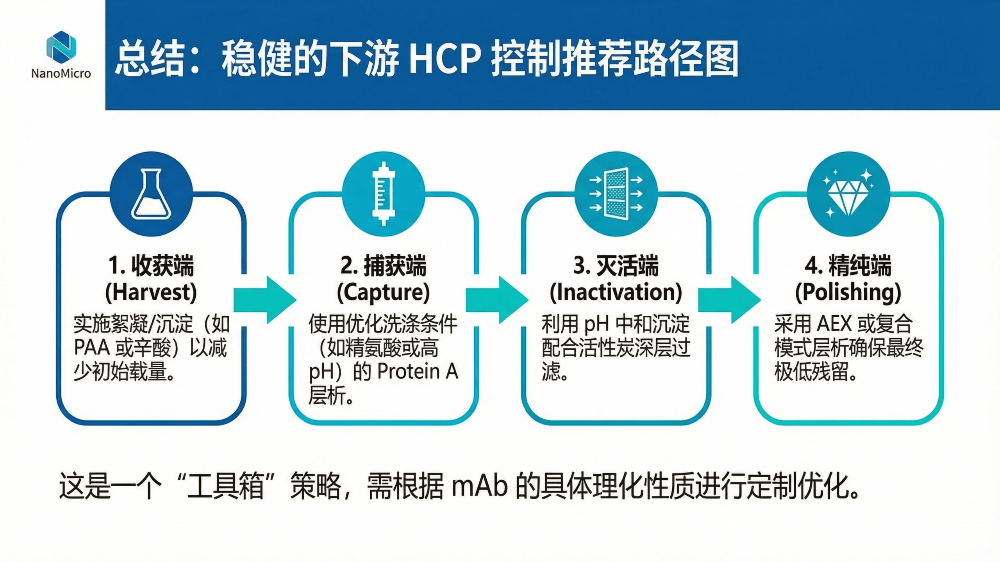 NanoMicro
总结：稳健的下游 HCP 控制推荐路径图
1. 收获端
(Harvest)
实施絮凝/沉淀（如
PAA 或辛酸）以减
少初始载量。
2. 捕获端
(Capture)
使用优化洗涤条件
（如精氨酸或高
pH）的 Protein A
层析。
3. 灭活端
(Inactivation)
利用 pH 中和沉淀
配合活性炭深层过
滤。
4. 精纯端
(Polishing)
采用 AEX 或复合
模式层析确保最终
极低残留。
这是一个“工具箱”策略，需根据 mAb 的具体理化性质进行定制优化。